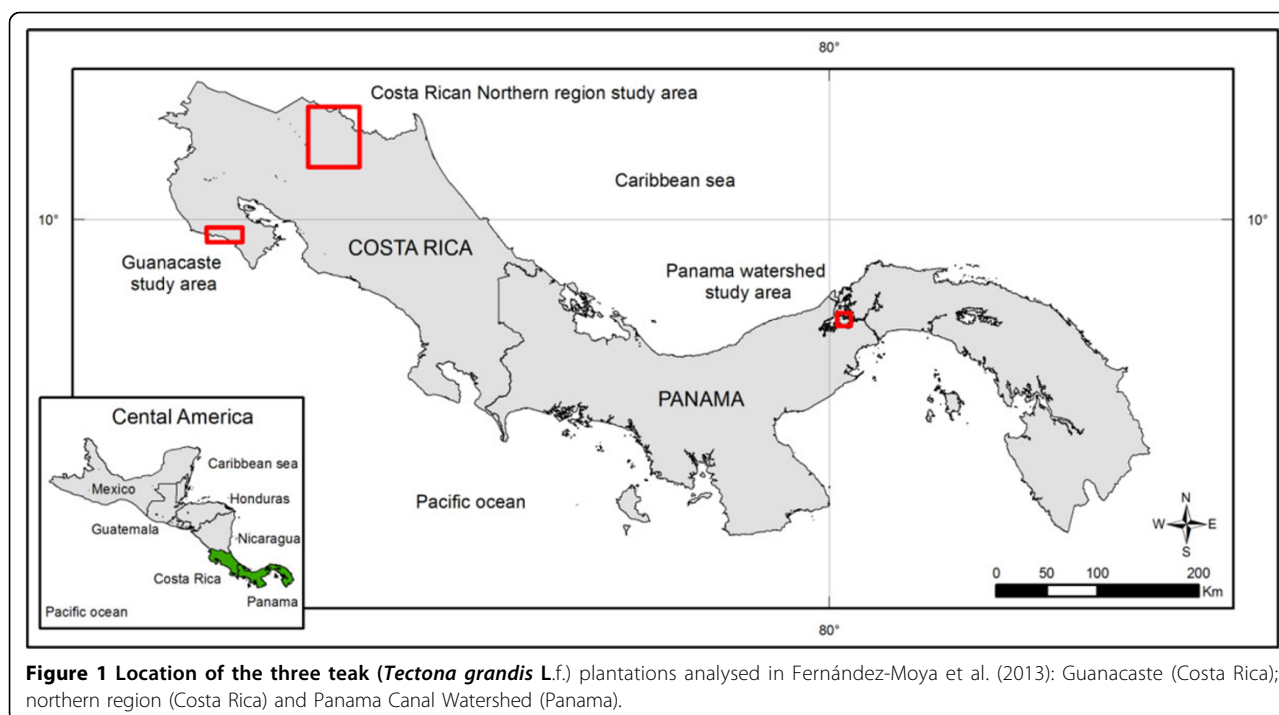 80°
Costa Rican Northern region study area
Caribbean sea
10°
10°
COSTA RICA
Guanacaste
study area
Panama watershed
study area
PANAMA
Pacific ocean
Cental America
Caribbean sea
Mexico
Honduras
Guatemala
Nicaragua
Costa Rica
Panama
Pacific ocean
N
W E
S
0 50 100 200
Km
80°
Figure 1 Location of the three teak (Tectona grandis L.f.) plantations analysed in Fernández-Moya et al. (2013): Guanacaste (Costa Rica);
northern region (Costa Rica) and Panama Canal Watershed (Panama).